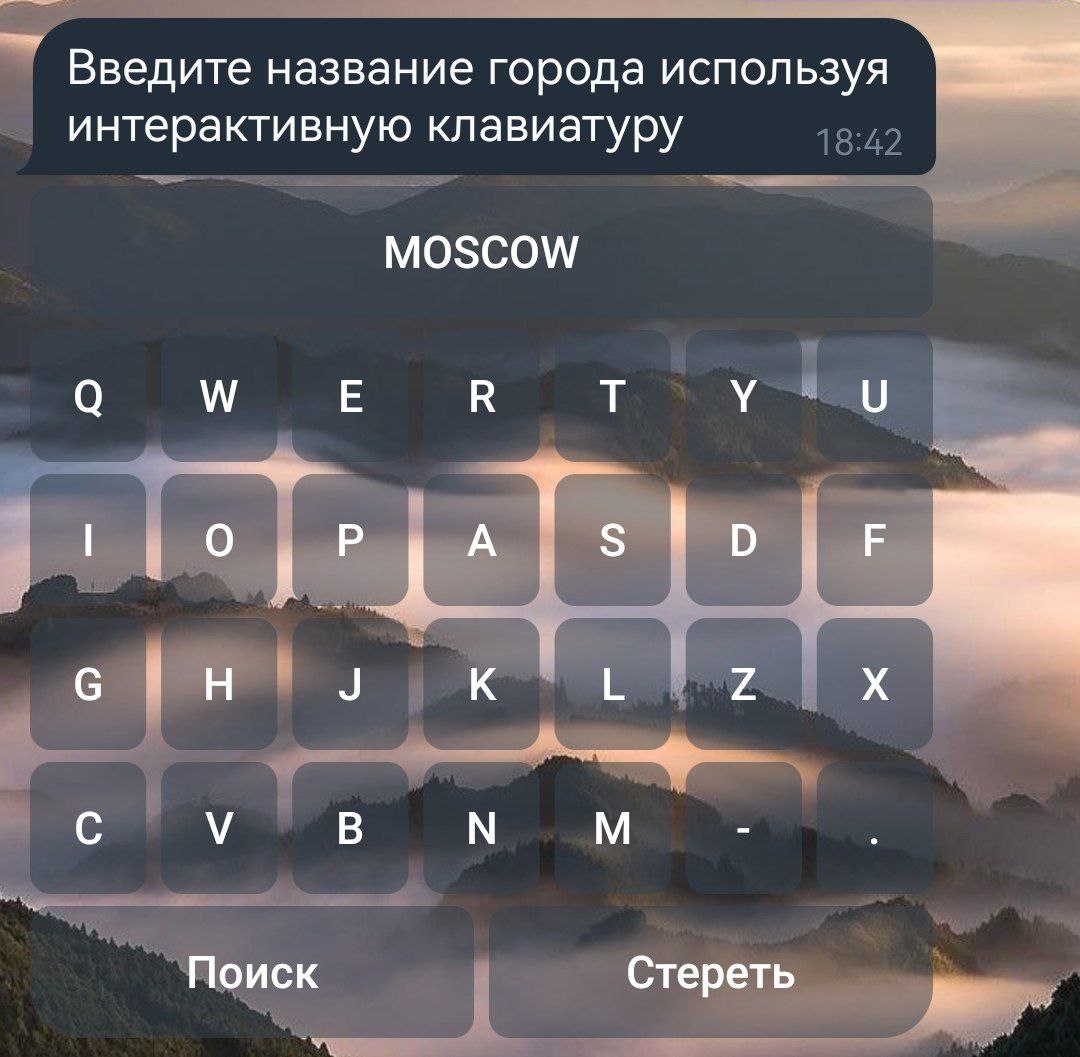 Введите название города используя
интерактивную клавиатуру
18:42
MOSCOW
Q W E R T Y U
I O P A S D F
G H J K L Z X
C V B N M - .
Поиск Стереть